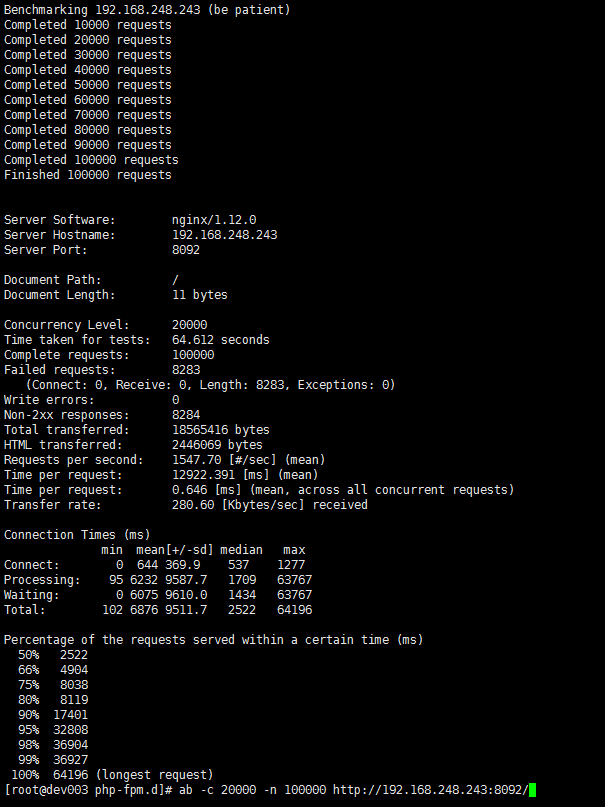 Benchmarking 192.168.248.243 (be patient)
Completed 10000 requests
Completed 20000 requests
Completed 30000 requests
Completed 40000 requests
Completed 50000 requests
Completed 60000 requests
Completed 70000 requests
Completed 80000 requests
Completed 90000 requests
Completed 100000 requests
Finished 100000 requests
Server Software:        nginx/1.12.0
Server Hostname:        192.168.248.243
Server Port:            8092
Document Path:          /
Document Length:        11 bytes
Concurrency Level:      20000
Time taken for tests:   64.612 seconds
Complete requests:      100000
Failed requests:        8283
   (Connect: 0, Receive: 0, Length: 8283, Exceptions: 0)
Write errors:           0
Non-2xx responses:      8284
Total transferred:      18565416 bytes
HTML transferred:       2446069 bytes
Requests per second:    1547.70 [#/sec] (mean)
Time per request:       12922.391 [ms] (mean)
Time per request:       0.646 [ms] (mean, across all concurrent requests)
Transfer rate:          280.60 [Kbytes/sec] received
Connection Times (ms)
              min  mean[+/-sd] median   max
Connect:        0  644 369.9    537    1277
Processing:    95 6232 9587.7   1709   63767
Waiting:        0 6075 9610.0   1434   63767
Total:        102 6876 9511.7   2522   64196
Percentage of the requests served within a certain time (ms)
  50%   2522
  66%   4904
  75%   8038
  80%   8119
  90%  17401
  95%  32808
  98%  36904
  99%  36927
 100%  64196 (longest request)
[root@dev003 php-fpm.d]# ab -c 20000 -n 100000 http://192.168.248.243:8092/